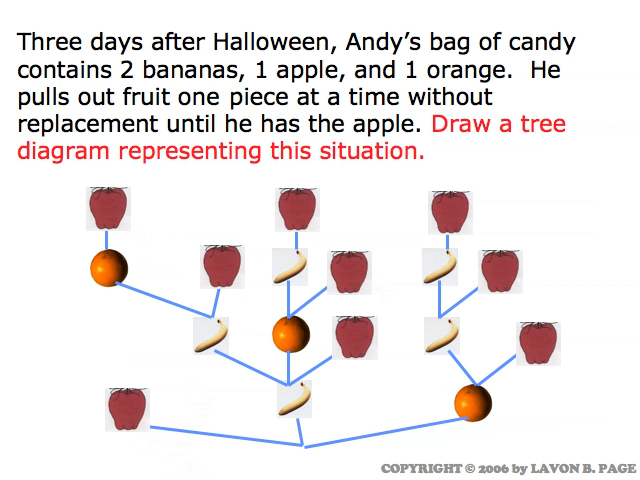 Three days after Halloween, Andy’s bag of candy
contains 2 bananas, 1 apple, and 1 orange.  He
pulls out fruit one piece at a time without
replacement until he has the apple. Draw a tree
diagram representing this situation.
COPYRIGHT © 2006 by LAVON B. PAGE